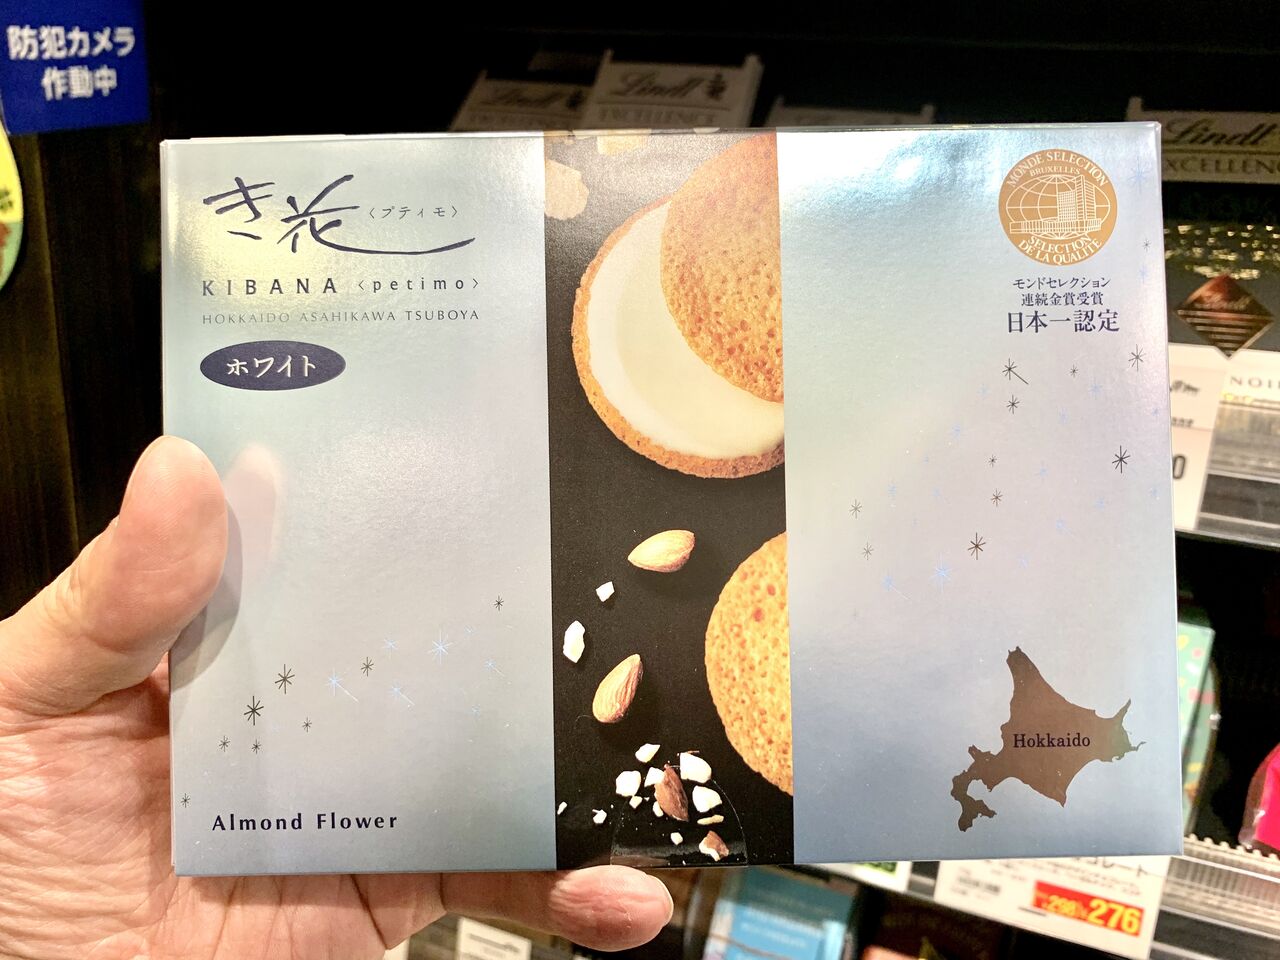 防犯カメラ
作動中
Lindt
EXCELLENCE
Lindt
Lindt
EXCELLENCE
き花〈プティモ〉
KIBANA〈petimo〉
HOKKAIDO ASAHIKAWA TSUBOYA
ホワイト
Almond Flower
MONDE SELECTION
BRUXELLES
SELECTION
DE LA QUALITE
モンドセレクション
連続金賞受賞
日本一認定
Hokkaido
298
276